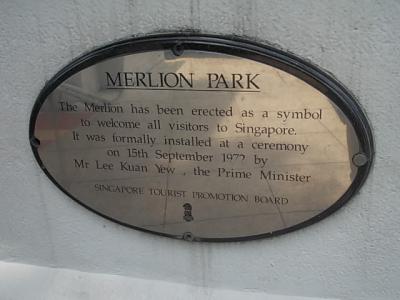 MERLION PARK
The Merlion has been erected as a symbol
to welcome all visitors to Singapore.
It was formally installed at a ceremony
on 15th September 1972 by
Mr Lee Kuan Yew , the Prime Minister
SINGAPORE TOURIST PROMOTION BOARD